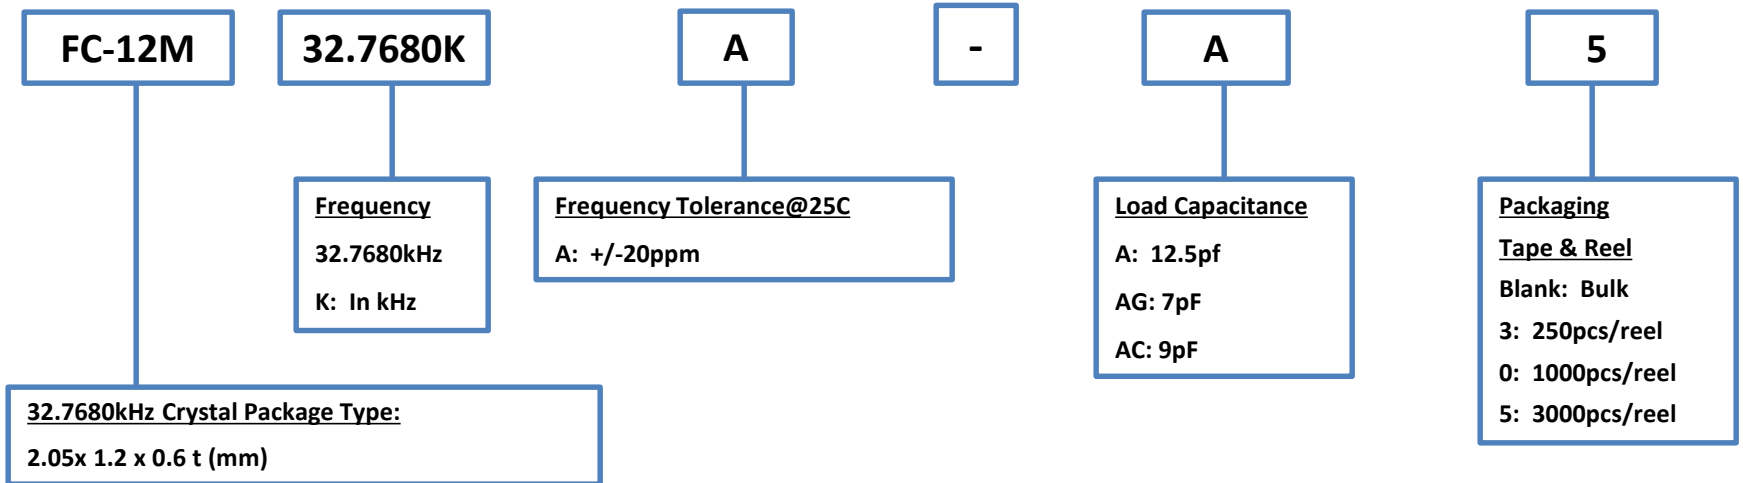 FC-12M 32.7680K A - A 5
Frequency
32.7680kHz
K: In kHz
Frequency Tolerance@25C
A: +/-20ppm
Load Capacitance
A: 12.5pf
AG: 7pF
AC: 9pF
Packaging
Tape & Reel
Blank: Bulk
3: 250pcs/reel
0: 1000pcs/reel
5: 3000pcs/reel
32.7680kHz Crystal Package Type:
2.05x 1.2 x 0.6 t (mm)